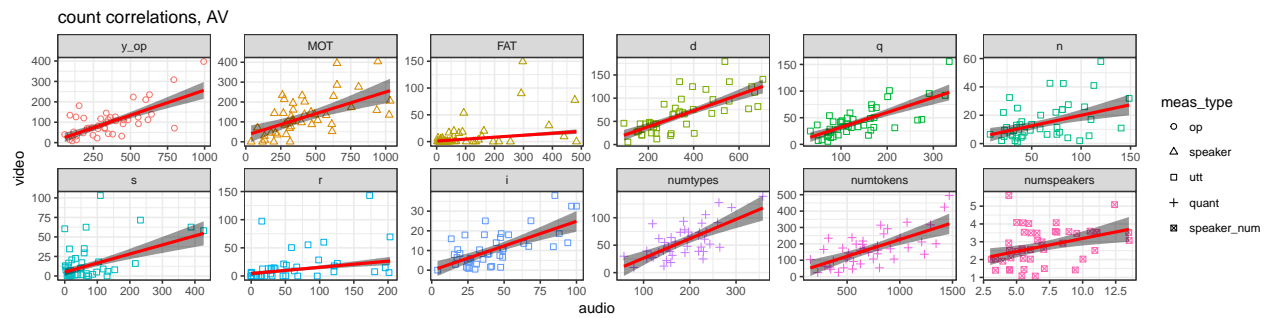 count correlations, AV
y_op MOT FAT d q n
400 300 200 100 0
400 300 200 100 0
150 100 50 0
150 100 50 0
150 100 50 0
60 40 20 0
250 500 750 1000
0 250 500 750 1000
0 100 200 300 400 500
200 400 600
100 200 300
0 50 100 150
s r i numtypes numtokens numspeakers
100 75 50 25 0
150 100 50 0
30 20 10 0
100 50 0
500 400 300 200 100 0
5 4 3 2 1
0 100 200 300 400
0 50 100 150 200
0 25 50 75 100
100 200 300
500 1000 1500
2.5 5.0 7.5 10.0 12.5
video
audio
meas_type
op
speaker
utt
quant
speaker_num